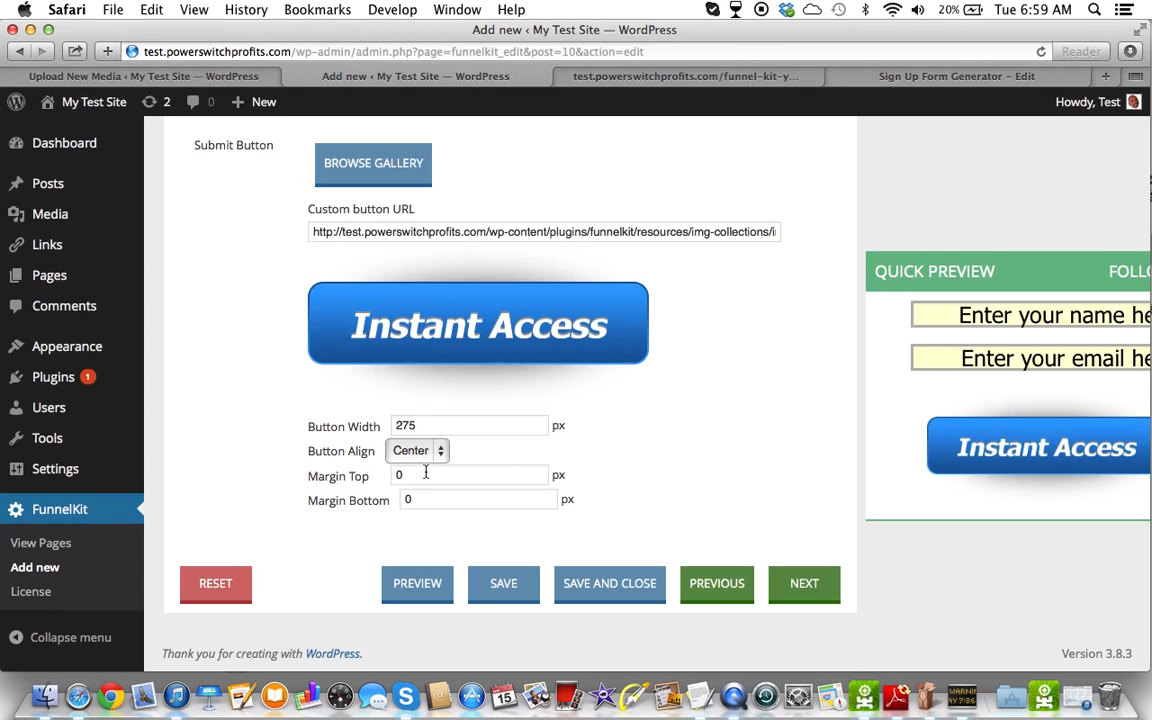 Safari File Edit View History Bookmarks Develop Window Help 20% Tue 6:59 AM
Add new ‹ My Test Site — WordPress
test.powerswitchprofits.com/wp-admin/admin.php?page=funnelkit_edit&post=10&action=edit Reader
Upload New Media ‹ My Test Site — WordPress Add new ‹ My Test Site — WordPress test.powerswitchprofits.com/funnel-kit-y... Sign Up Form Generator - Edit
My Test Site 2 0 New Howdy, Test
Dashboard
Posts
Media
Links
Pages
Comments
Appearance
Plugins 1
Users
Tools
Settings
FunnelKit
View Pages
Add new
License
Collapse menu
Submit Button
BROWSE GALLERY
Custom button URL
http://test.powerswitchprofits.com/wp-content/plugins/funnelkit/resources/img-collections/i
Instant Access
Button Width 275 px
Button Align Center
Margin Top 0 px
Margin Bottom 0 px
RESET PREVIEW SAVE SAVE AND CLOSE PREVIOUS NEXT
QUICK PREVIEW FOLL
Enter your name he
Enter your email he
Instant Access
Thank you for creating with WordPress. Version 3.8.3
15